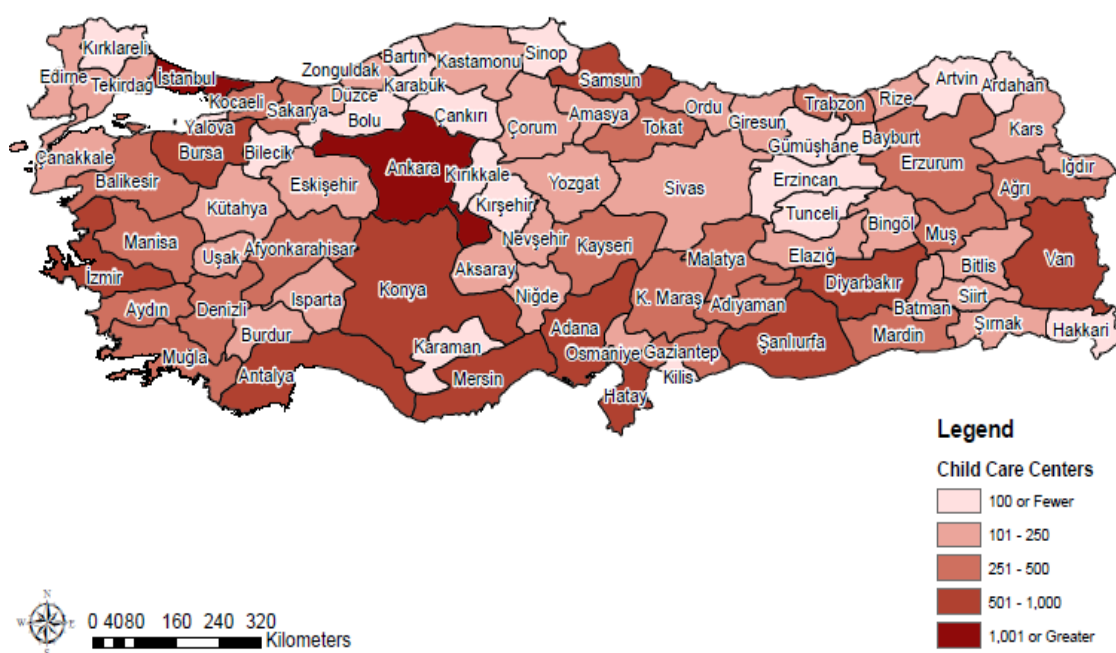 Kırklareli
Edirne
Tekirdag
İstanbul
Kocaeli
Yalova
Sakarya
Zonguldak
Duzce
Bolu
Bartın
Karabük
Kastamonu
Çankırı
Sinop
Samsun
Çorum
Amasya
Tokat
Ordu
Giresun
Trabzon
Gümüşhane
Rize
Bayburt
Artvin
Ardahan
Kars
Iğdır
Erzurum
Ağrı
Çanakkale
Balikesir
Bursa
Bilecik
Eskişehir
Kütahya
Ankara
Kırıkkale
Kırşehir
Yozgat
Sivas
Erzincan
Tunceli
Bingöl
Muş
Manisa
Uşak
Afyonkarahisar
İzmir
Aydın
Denizli
Isparta
Burdur
Muğla
Antalya
Konya
Aksaray
Nevşehir
Niğde
Kayseri
Malatya
Elazığ
Diyarbakır
Batman
Bitlis
Siirt
Van
Hakkari
Şırnak
Mardin
Karaman
Mersin
Adana
Osmaniye
K. Maraş
Adıyaman
Gaziantep
Kilis
Hatay
Şanlıurfa
Legend
Child Care Centers
100 or Fewer
101 - 250
251 - 500
501 - 1,000
1,001 or Greater
N
W
E
S
0 4080 160 240 320
Kilometers